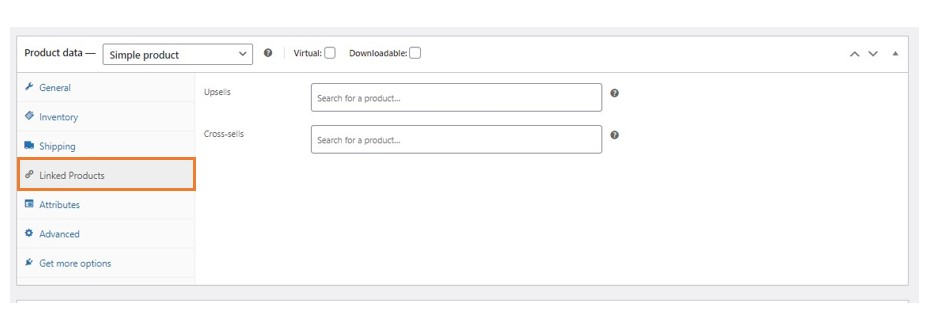 Product data — Simple product Virtual: Downloadable:
General
Inventory
Shipping
Linked Products
Attributes
Advanced
Get more options
Upsells Search for a product...
Cross-sells Search for a product...